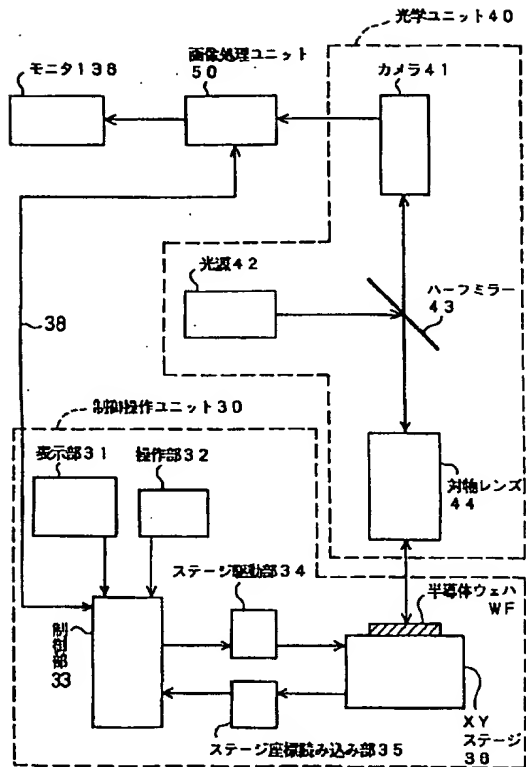 光学ユニット40
モニタ136
画像処理ユニット
50
カメラ41
光源42
ハーフミラー
43
38
制御操作ユニット30
表示部31
操作部32
対物レンズ
44
ステージ駆動部34
半導体ウェハ
WF
制御部
33
ステージ座標読み込み部35
XY
ステージ
36